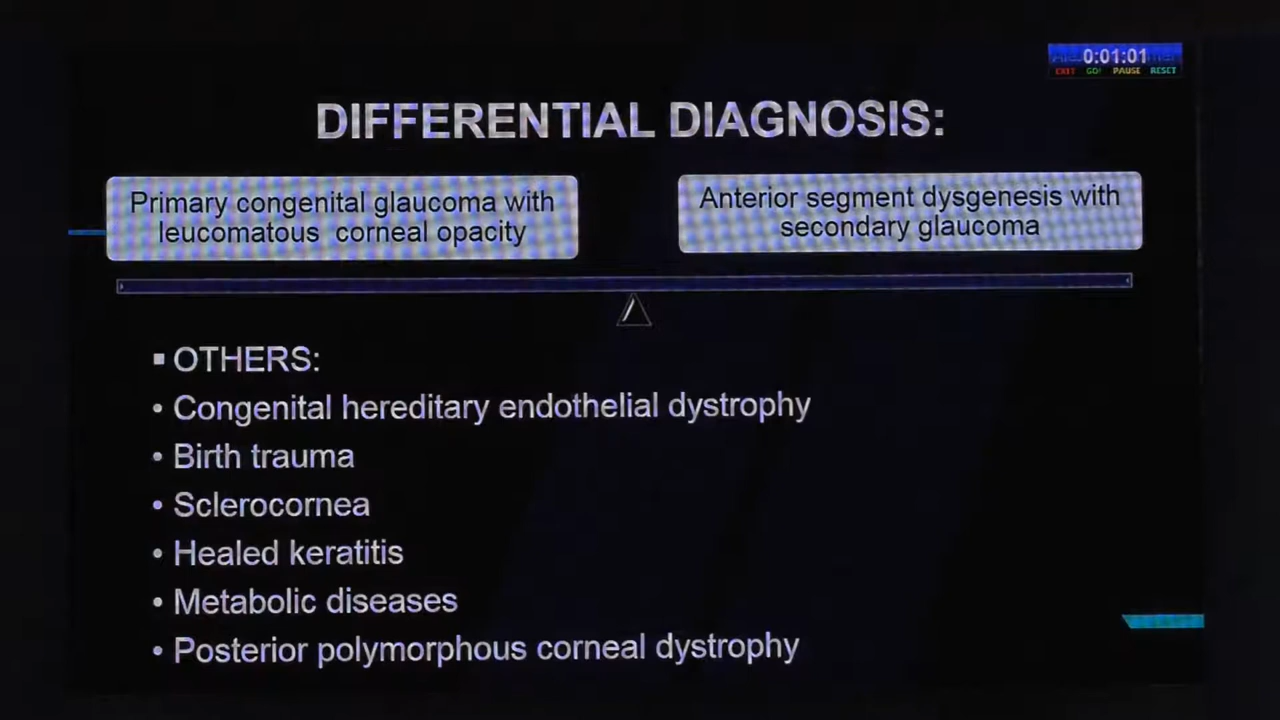 0:01:01
EXIT GO! PAUSE RESET
DIFFERENTIAL DIAGNOSIS:
Primary congenital glaucoma with
leucomatous corneal opacity
Anterior segment dysgenesis with
secondary glaucoma
▪ OTHERS:
• Congenital hereditary endothelial dystrophy
• Birth trauma
• Sclerocornea
• Healed keratitis
• Metabolic diseases
• Posterior polymorphous corneal dystrophy